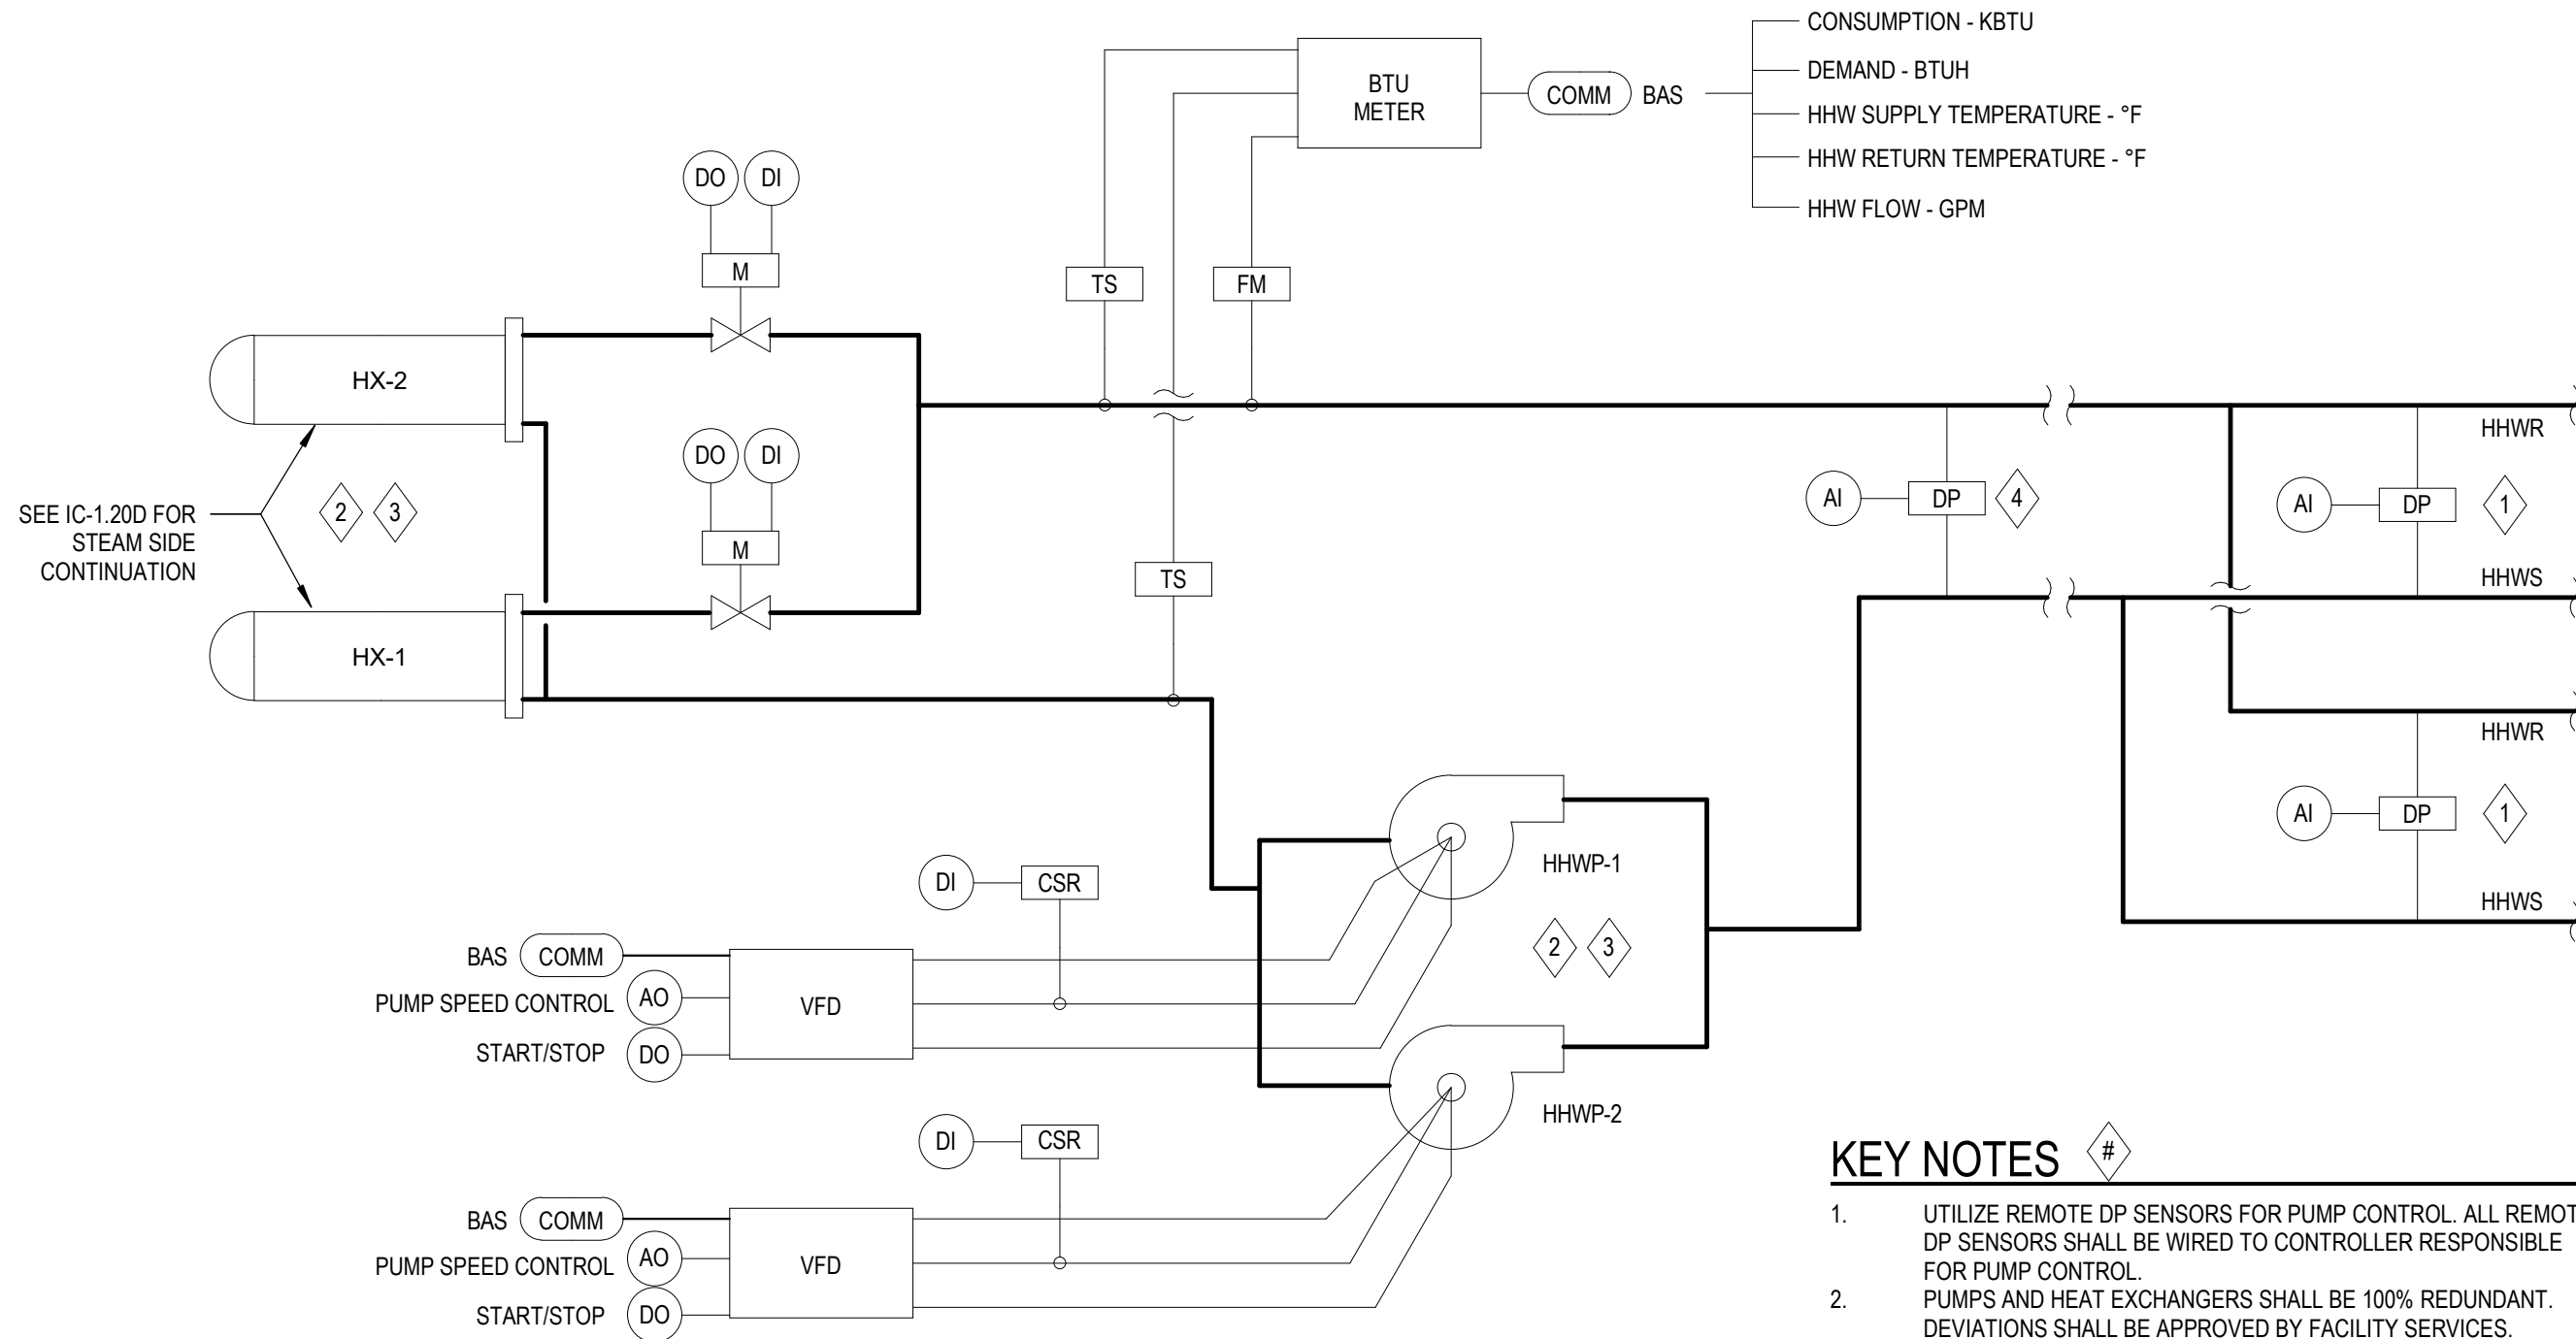 CONSUMPTION - KBTU
DEMAND - BTUH
HHW SUPPLY TEMPERATURE - °F
HHW RETURN TEMPERATURE - °F
HHW FLOW - GPM
BTU
METER
COMM BAS
DO DI
M
TS
FM
HX-2
DO DI
M
TS
HX-1
SEE IC-1.20D FOR
STEAM SIDE
CONTINUATION
2 3
AI DP 4
HHWR
AI DP 1
HHWS
HHWR
AI DP 1
HHWS
HHWP-1
2 3
HHWP-2
DI CSR
BAS COMM
PUMP SPEED CONTROL AO
START/STOP DO
VFD
DI CSR
BAS COMM
PUMP SPEED CONTROL AO
START/STOP DO
VFD
KEY NOTES #
1. UTILIZE REMOTE DP SENSORS FOR PUMP CONTROL. ALL REMOT
DP SENSORS SHALL BE WIRED TO CONTROLLER RESPONSIBLE
FOR PUMP CONTROL.
2. PUMPS AND HEAT EXCHANGERS SHALL BE 100% REDUNDANT.
DEVIATIONS SHALL BE APPROVED BY FACILITY SERVICES.